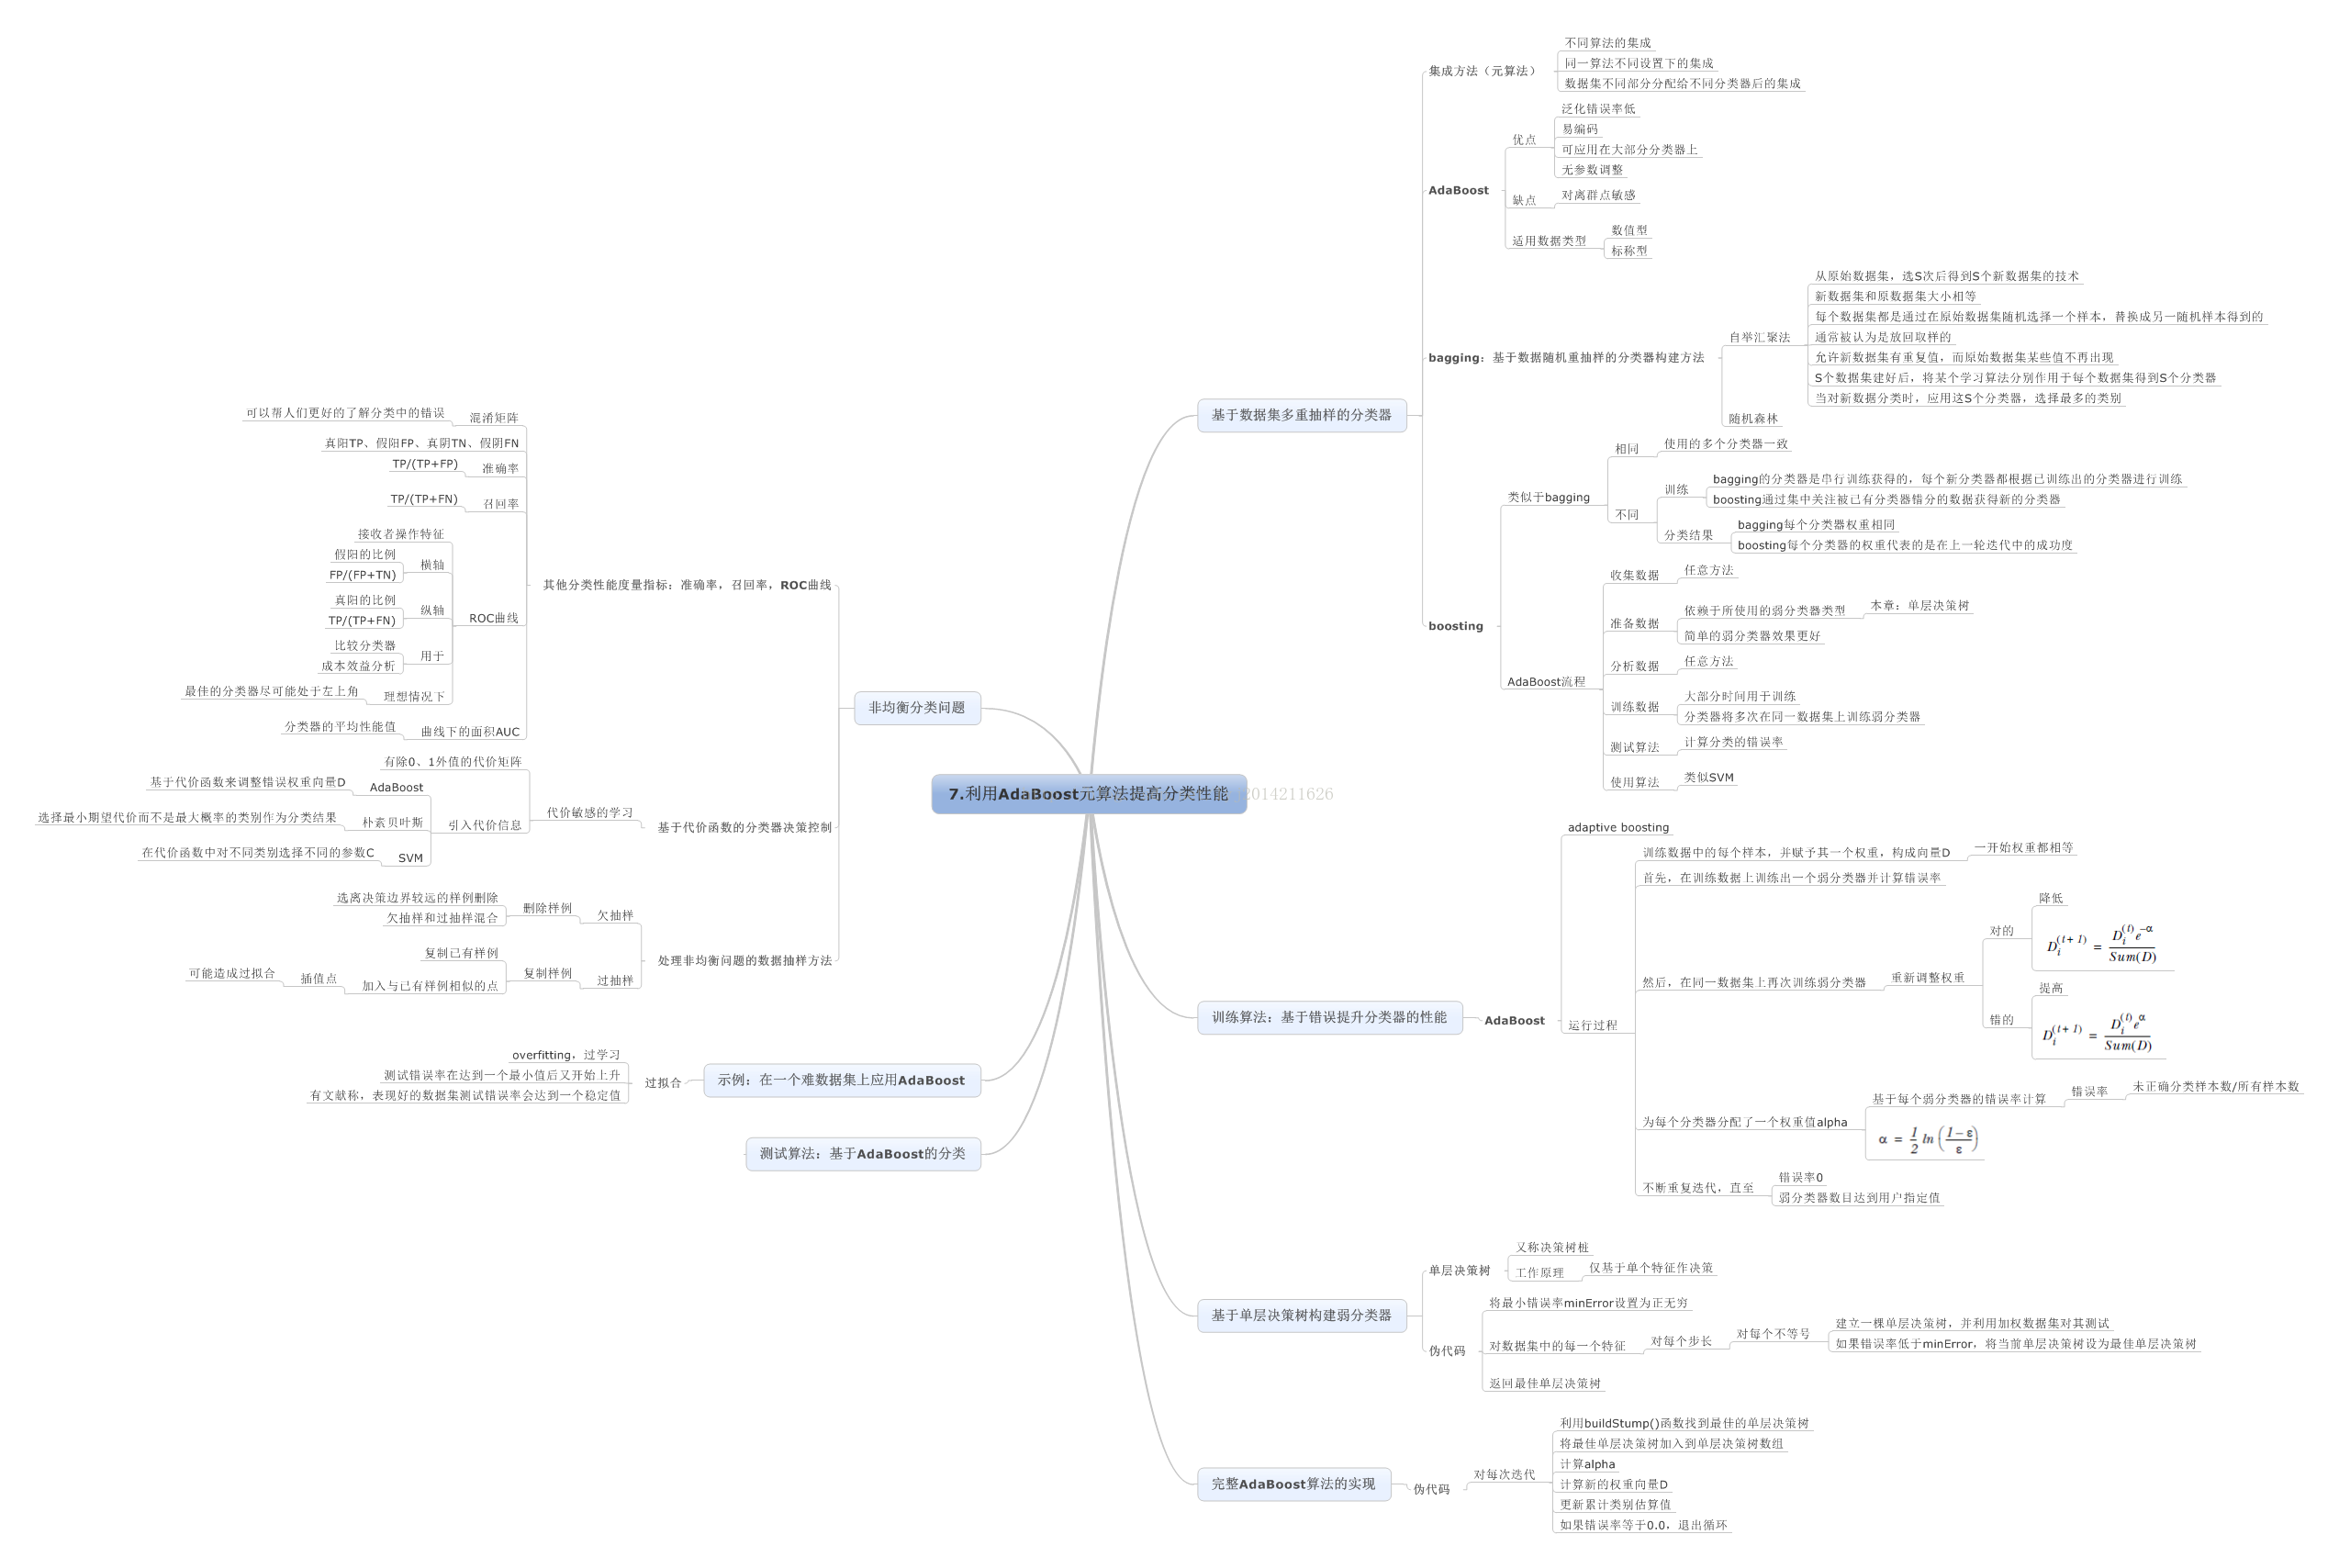 7.利用AdaBoost元算法提高分类性能
2014211626
基于数据集多重抽样的分类器
集成方法（元算法）
不同算法的集成
同一算法不同设置下的集成
数据集不同部分分配给不同分类器后的集成
AdaBoost
优点
泛化错误率低
易编码
可应用在大部分分类器上
无参数调整
缺点
对离群点敏感
适用数据类型
数值型
标称型
bagging：基于数据随机重抽样的分类器构建方法
自举汇聚法
从原始数据集，选S次后得到S个新数据集的技术
新数据集和原数据集大小相等
每个数据集都是通过在原始数据集随机选择一个样本，替换成另一随机样本得到的
通常被认为是放回取样的
允许新数据集有重复值，而原始数据集某些值不再出现
S个数据集建好后，将某个学习算法分别作用于每个数据集得到S个分类器
当对新数据分类时，应用这S个分类器，选择最多的类别
随机森林
boosting
类似于bagging
相同
使用的多个分类器一致
不同
训练
bagging的分类器是串行训练获得的，每个新分类器都根据已训练出的分类器进行训练
boosting通过集中关注被已有分类器错分的数据获得新的分类器
分类结果
bagging每个分类器权重相同
boosting每个分类器的权重代表的是在上一轮迭代中的成功度
AdaBoost流程
收集数据
任意方法
准备数据
依赖于所使用的弱分类器类型
本章：单层决策树
简单的弱分类器效果更好
分析数据
任意方法
训练数据
大部分时间用于训练
分类器将多次在同一数据集上训练弱分类器
测试算法
计算分类的错误率
使用算法
类似SVM
训练算法：基于错误提升分类器的性能
AdaBoost
adaptive boosting
运行过程
训练数据中的每个样本，并赋予其一个权重，构成向量D
一开始权重都相等
首先，在训练数据上训练出一个弱分类器并计算错误率
然后，在同一数据集上再次训练弱分类器
重新调整权重
对的
降低
D_i^(t+1) = D_i^(t) e^-α / Sum(D)
错的
提高
D_i^(t+1) = D_i^(t) e^α / Sum(D)
为每个分类器分配了一个权重值alpha
基于每个弱分类器的错误率计算
错误率
未正确分类样本数/所有样本数
α = 1/2 ln ((1-ε)/ε)
不断重复迭代，直至
错误率0
弱分类器数目达到用户指定值
基于单层决策树构建弱分类器
单层决策树
又称决策树桩
工作原理
仅基于单个特征作决策
伪代码
将最小错误率minError设置为正无穷
对数据集中的每一个特征
对每个步长
对每个不等号
建立一棵单层决策树，并利用加权数据集对其测试
如果错误率低于minError，将当前单层决策树设为最佳单层决策树
返回最佳单层决策树
完整AdaBoost算法的实现
伪代码
对每次迭代
利用buildStump()函数找到最佳的单层决策树
将最佳单层决策树加入到单层决策树数组
计算alpha
计算新的权重向量D
更新累计类别估算值
如果错误率等于0.0，退出循环
测试算法：基于AdaBoost的分类
示例：在一个难数据集上应用AdaBoost
过拟合
overfitting，过学习
测试错误率在达到一个最小值后又开始上升
有文献称，表现好的数据集测试错误率会达到一个稳定值
非均衡分类问题
其他分类性能度量指标：准确率，召回率，ROC曲线
混淆矩阵
可以帮人们更好的了解分类中的错误
真阳TP、假阳FP、真阴TN、假阴FN
准确率
TP/(TP+FP)
召回率
TP/(TP+FN)
ROC曲线
接收者操作特征
横轴
假阳的比例
FP/(FP+TN)
纵轴
真阳的比例
TP/(TP+FN)
用于
比较分类器
成本效益分析
理想情况下
最佳的分类器尽可能处于左上角
曲线下的面积AUC
分类器的平均性能值
基于代价函数的分类器决策控制
代价敏感的学习
有除0、1外值的代价矩阵
引入代价信息
AdaBoost
基于代价函数来调整错误权重向量D
朴素贝叶斯
选择最小期望代价而不是最大概率的类别作为分类结果
SVM
在代价函数中对不同类别选择不同的参数C
处理非均衡问题的数据抽样方法
欠抽样
删除样例
选离决策边界较远的样例删除
欠抽样和过抽样混合
过抽样
复制样例
复制已有样例
加入与已有样例相似的点
插值点
可能造成过拟合